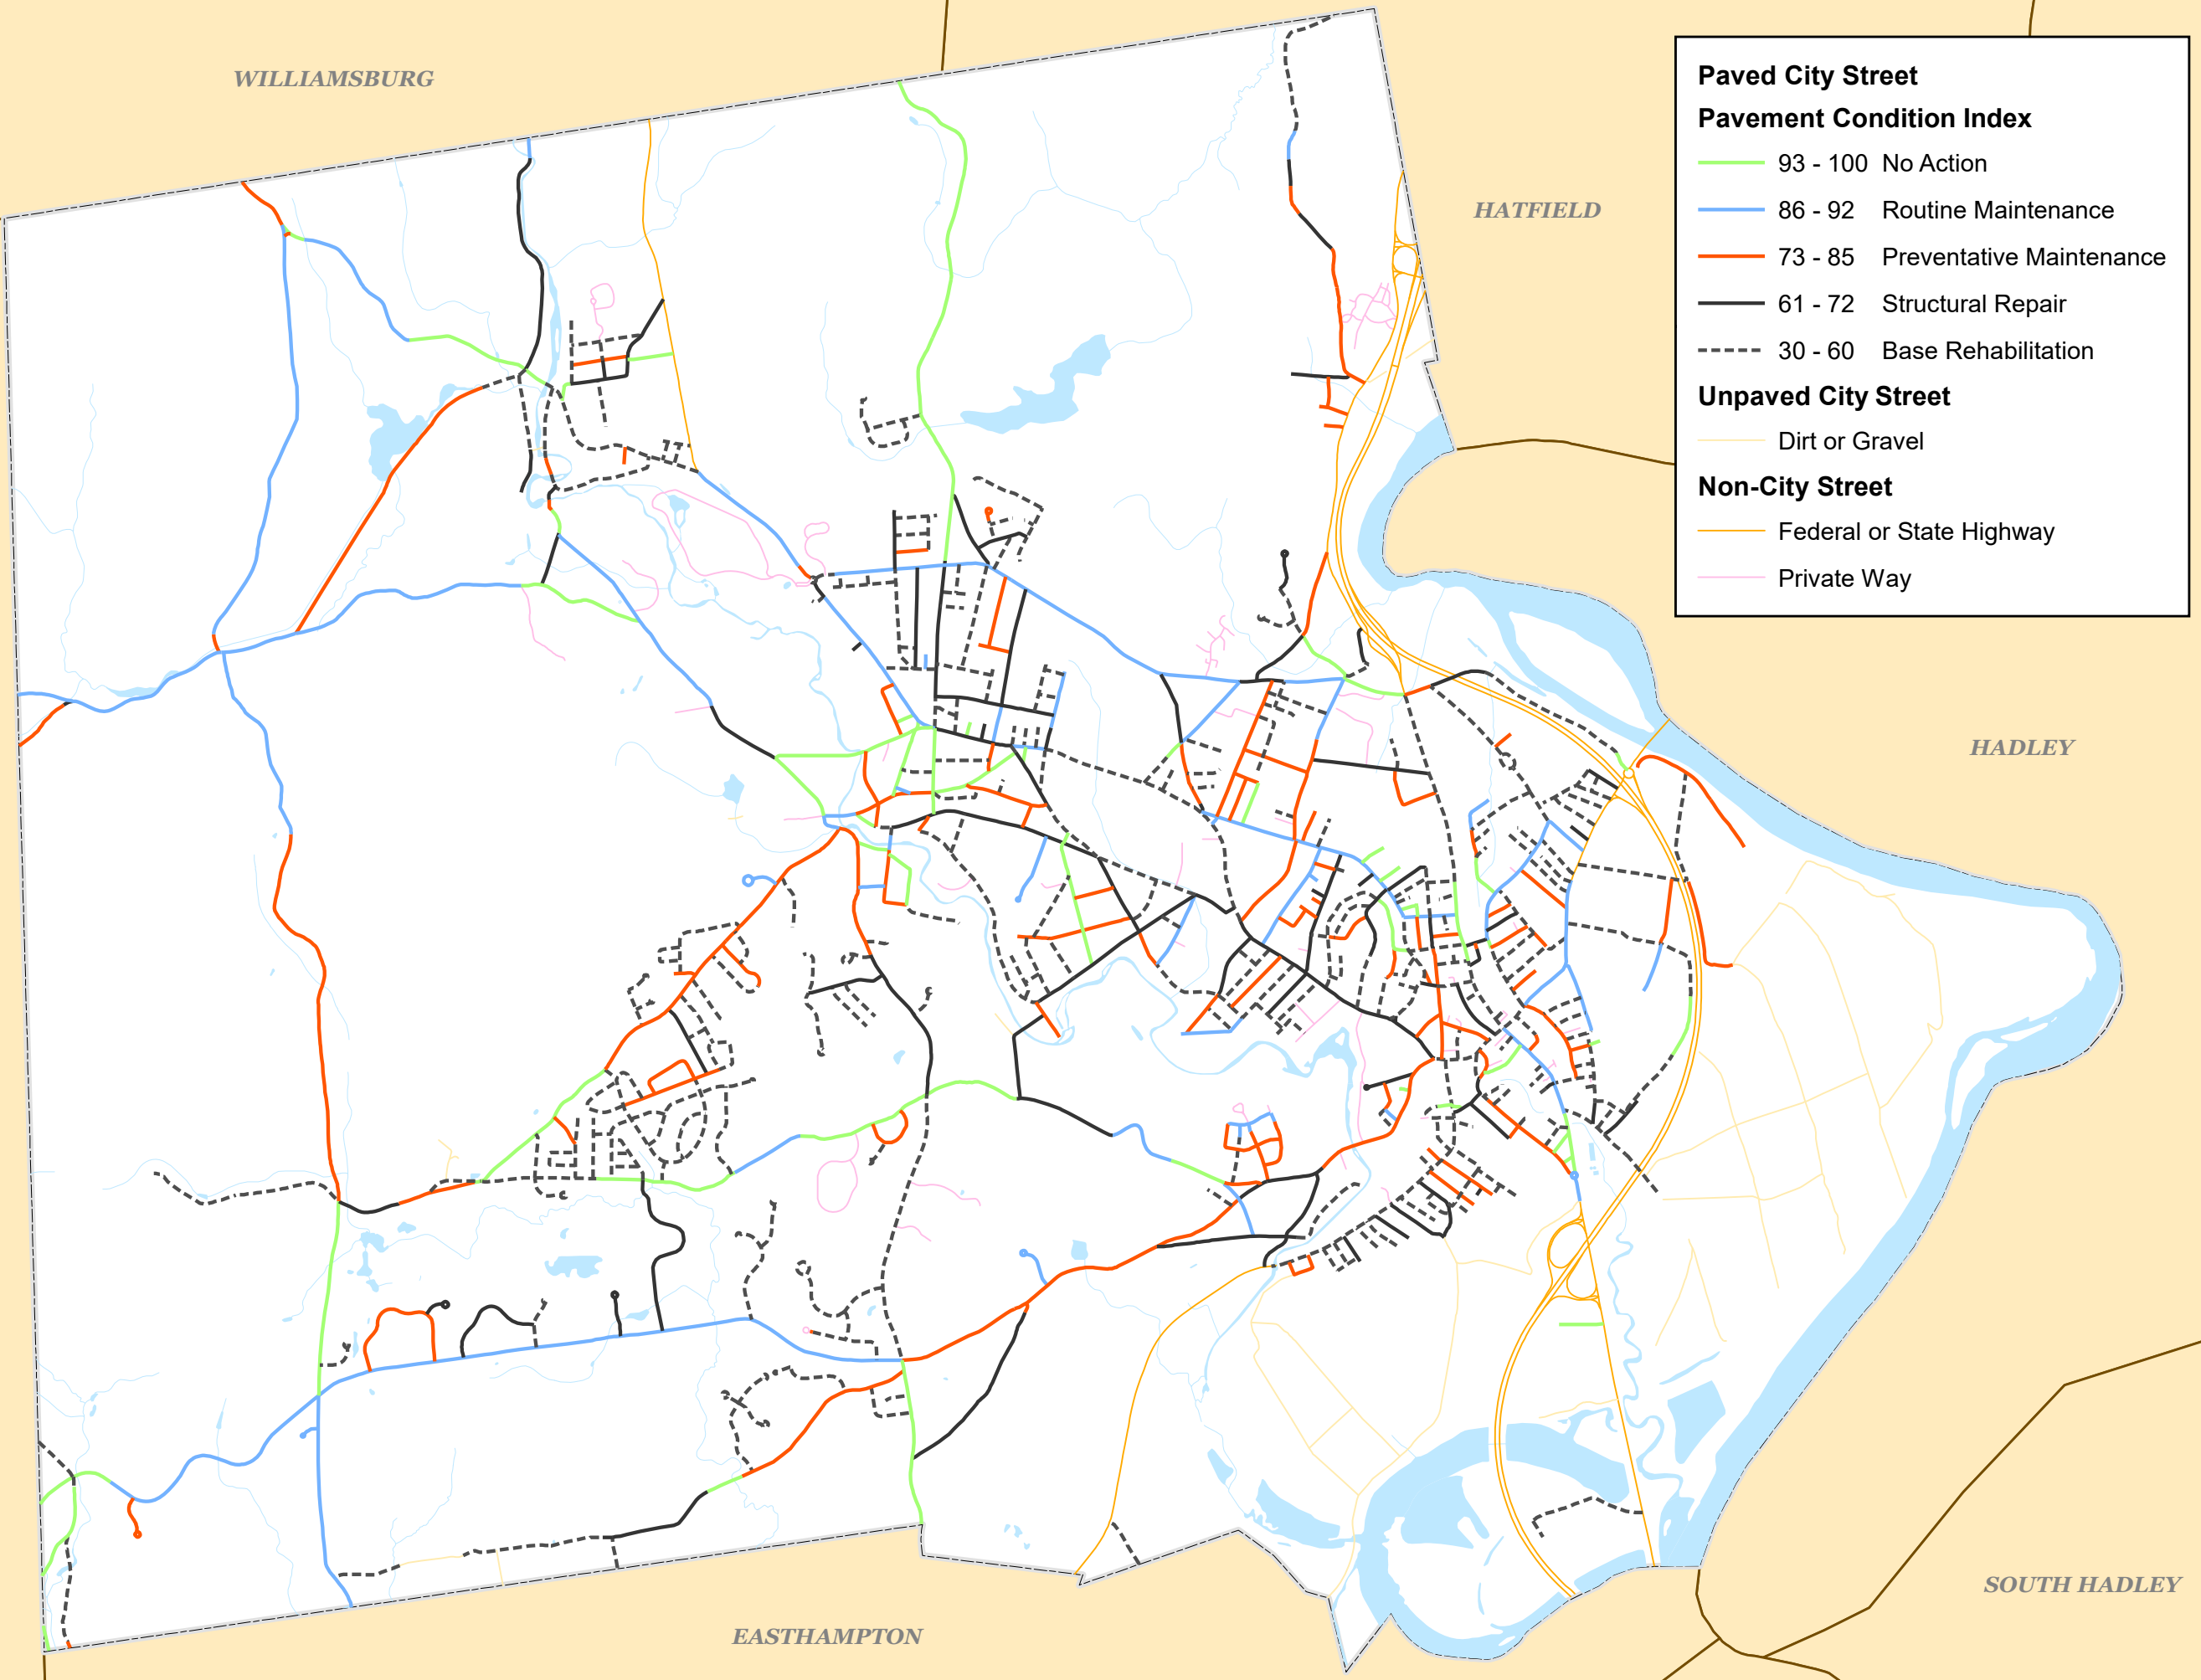 WILLIAMSBURG
HATFIELD
HADLEY
SOUTH HADLEY
EASTHAMPTON
Paved City Street
Pavement Condition Index
93 - 100 No Action
86 - 92 Routine Maintenance
73 - 85 Preventative Maintenance
61 - 72 Structural Repair
30 - 60 Base Rehabilitation
Unpaved City Street
Dirt or Gravel
Non-City Street
Federal or State Highway
Private Way